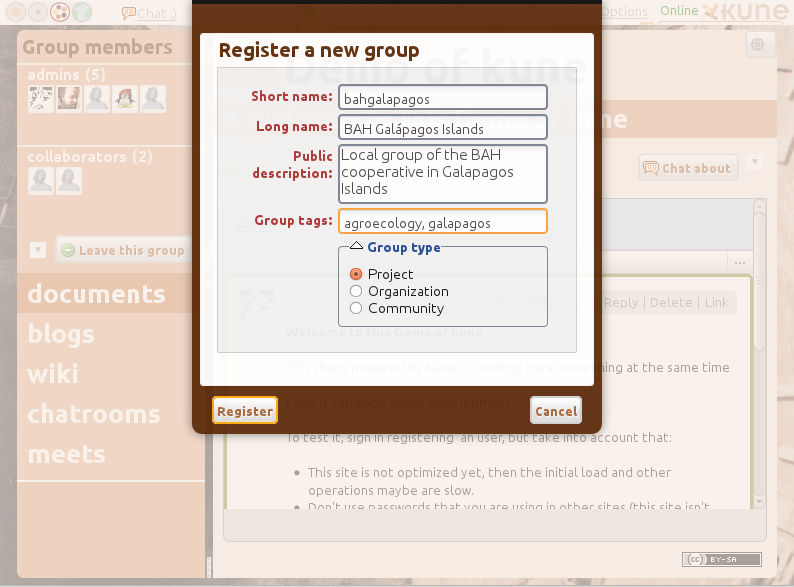 Chat ;)
Options
Online
kune
Group members
admins (5)
collaborators (2)
Leave this group
documents
blogs
wiki
chatrooms
meets
Demo of kune
ne
Chat about
Register a new group
Short name:
bahgalapagos
Long name:
BAH Galápagos Islands
Public description:
Local group of the BAH
cooperative in Galapagos
Islands
Group tags:
agroecology, galapagos
Group type
Project
Organization
Community
Register
Cancel
...
Reply | Delete | Link
Welcome to this Demo of kune
This site is powered by Kune
Writing here something at the same time
Kune is currently under development
To test it, sign in registering an user, but take into account that:
• This site is not optimized yet, then the initial load and other
operations maybe are slow.
• Don't use passwords that you are using in other sites (this site isn't
cc BY-SA